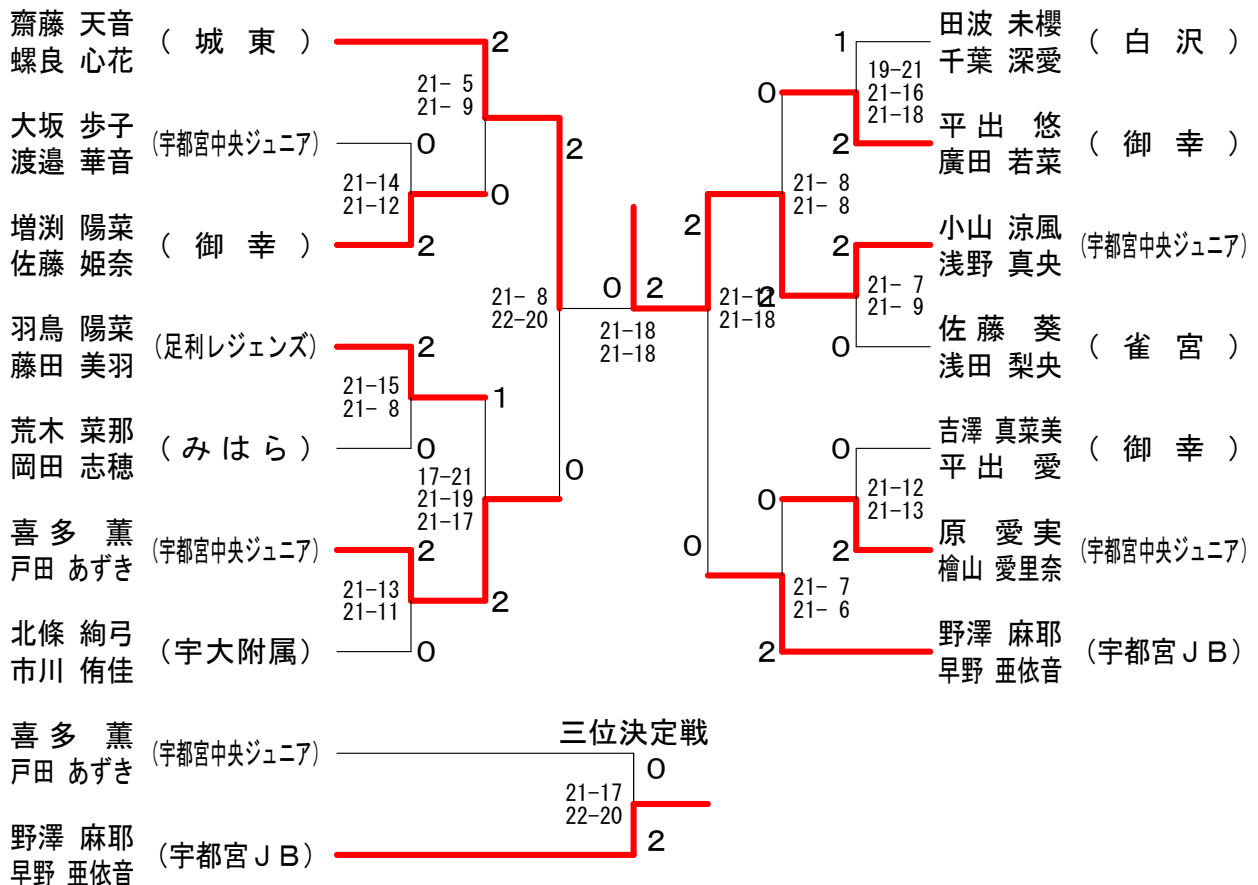 齋藤 天音
螺良 心花
( 城 東 )
2
21- 5
21- 9
大坂 歩子
渡邉 華音
(宇都宮中央ジュニア)
0
21-14
21-12
0
増渕 陽菜
佐藤 姫奈
( 御 幸 )
2
2
羽鳥 陽菜
藤田 美羽
(足利レジェンズ)
2
21-15
21- 8
1
荒木 菜那
岡田 志穂
( み は ら )
0
17-21
21-19
21-17
喜 多 薫
戸田 あずき
(宇都宮中央ジュニア)
2
21-13
21-11
2
北條 絢弓
市川 侑佳
(宇大附属)
0
21- 8
22-20
0
0 2
21-18
21-18
田波 未櫻
千葉 深愛
( 白 沢 )
1
19-21
21-16
21-18
0
平 出 悠
廣田 若菜
( 御 幸 )
2
21- 8
21- 8
2
小山 涼風
浅野 真央
(宇都宮中央ジュニア)
2
21- 7
21- 9
2
21-11
21-18
佐 藤 葵
浅田 梨央
( 雀 宮 )
0
吉澤 真菜美
平 出 愛
( 御 幸 )
0
21-12
21-13
0
原 愛 実
檜山 愛里奈
(宇都宮中央ジュニア)
2
0
21- 7
21- 6
野澤 麻耶
早野 亜依音
(宇都宮ＪＢ)
2
三位決定戦
喜 多 薫
戸田 あずき
(宇都宮中央ジュニア)
0
21-17
22-20
野澤 麻耶
早野 亜依音
(宇都宮ＪＢ)
2